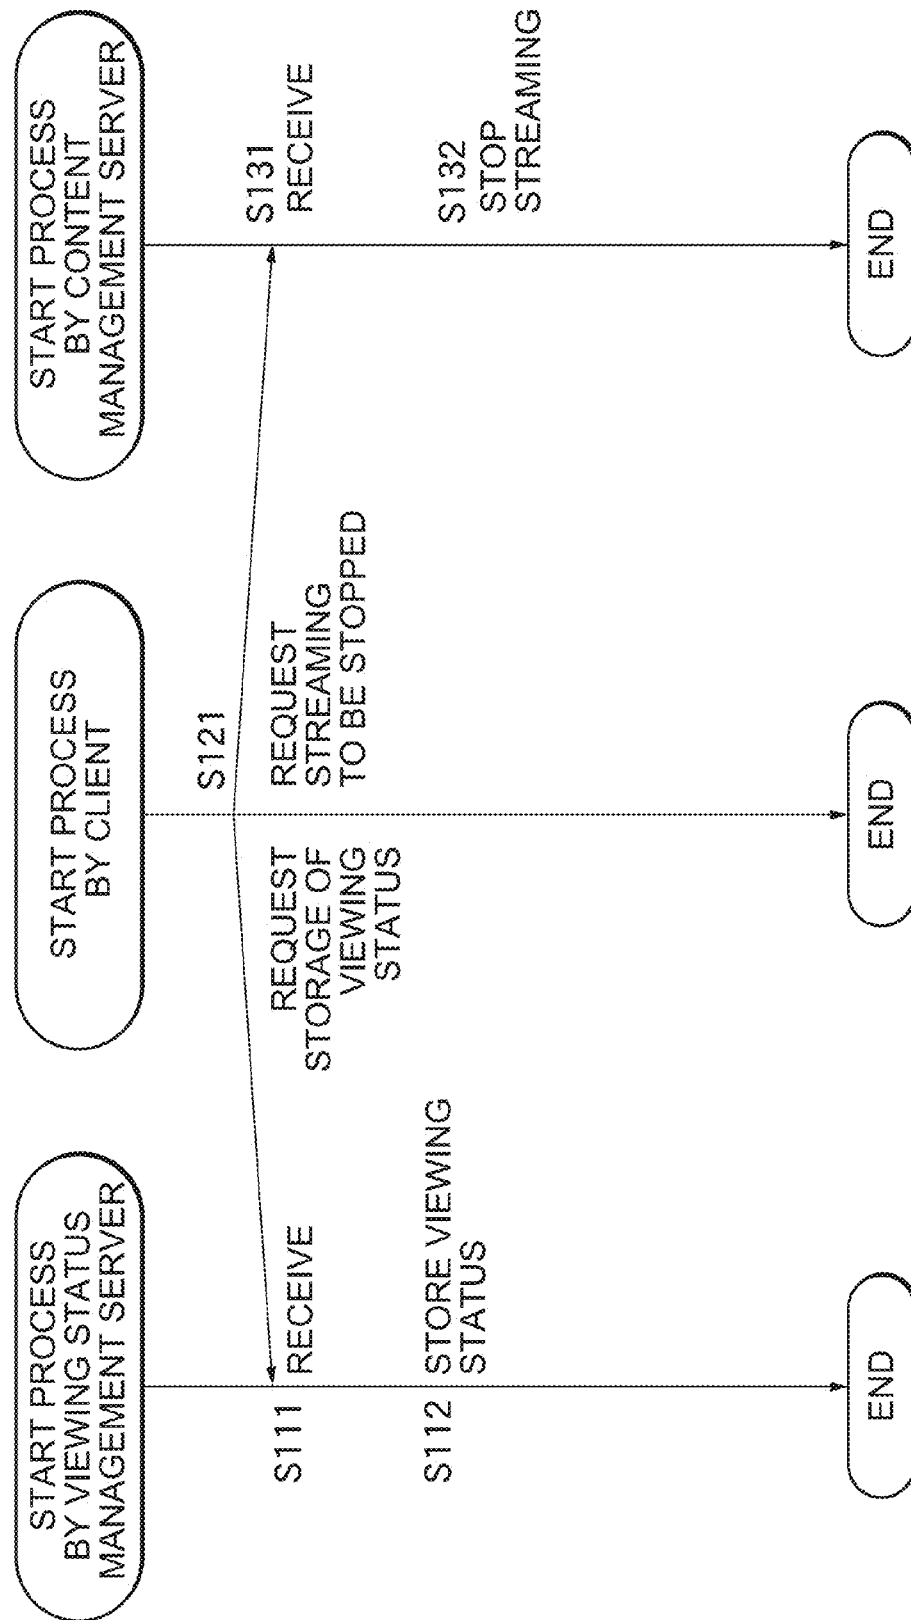 START PROCESS
BY VIEWING STATUS
MANAGEMENT SERVER
S111
RECEIVE
S112
STORE VIEWING
STATUS
END
START PROCESS
BY CLIENT
S121
REQUEST
STORAGE OF
VIEWING
STATUS
REQUEST
STREAMING
TO BE STOPPED
END
START PROCESS
BY CONTENT
MANAGEMENT SERVER
S131
RECEIVE
S132
STOP
STREAMING
END